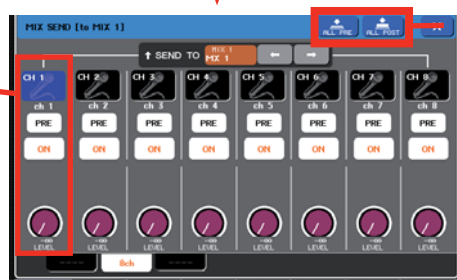 MIX SEND [to MIX 1]
ALL PRE ALL POST ×
SEND TO MIX 1 MX 1
CH 1 CH 2 CH 3 CH 4 CH 5 CH 6 CH 7 CH 8
ch 1 ch 2 ch 3 ch 4 ch 5 ch 6 ch 7 ch 8
PRE PRE PRE PRE PRE PRE PRE PRE
ON ON ON ON ON ON ON ON
-∞ -∞ -∞ -∞ -∞ -∞ -∞ -∞
LEVEL LEVEL LEVEL LEVEL LEVEL LEVEL LEVEL LEVEL
---- 8ch ----